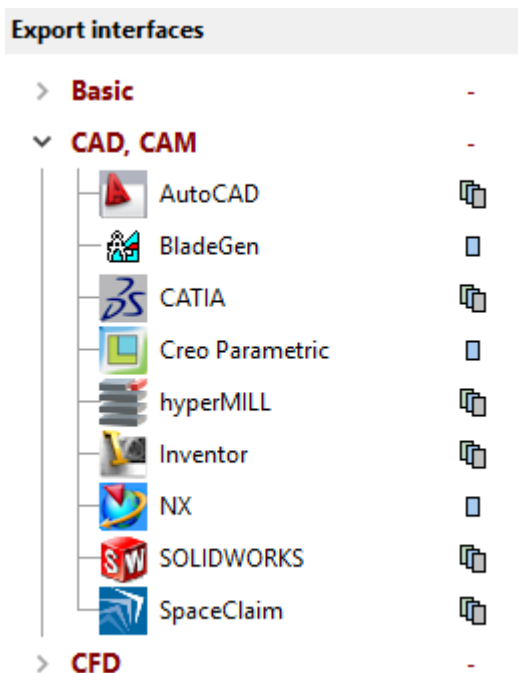 Export interfaces
Basic -
CAD, CAM -
AutoCAD
BladeGen
CATIA
Creo Parametric
hyperMILL
Inventor
NX
SOLIDWORKS
SpaceClaim
CFD -